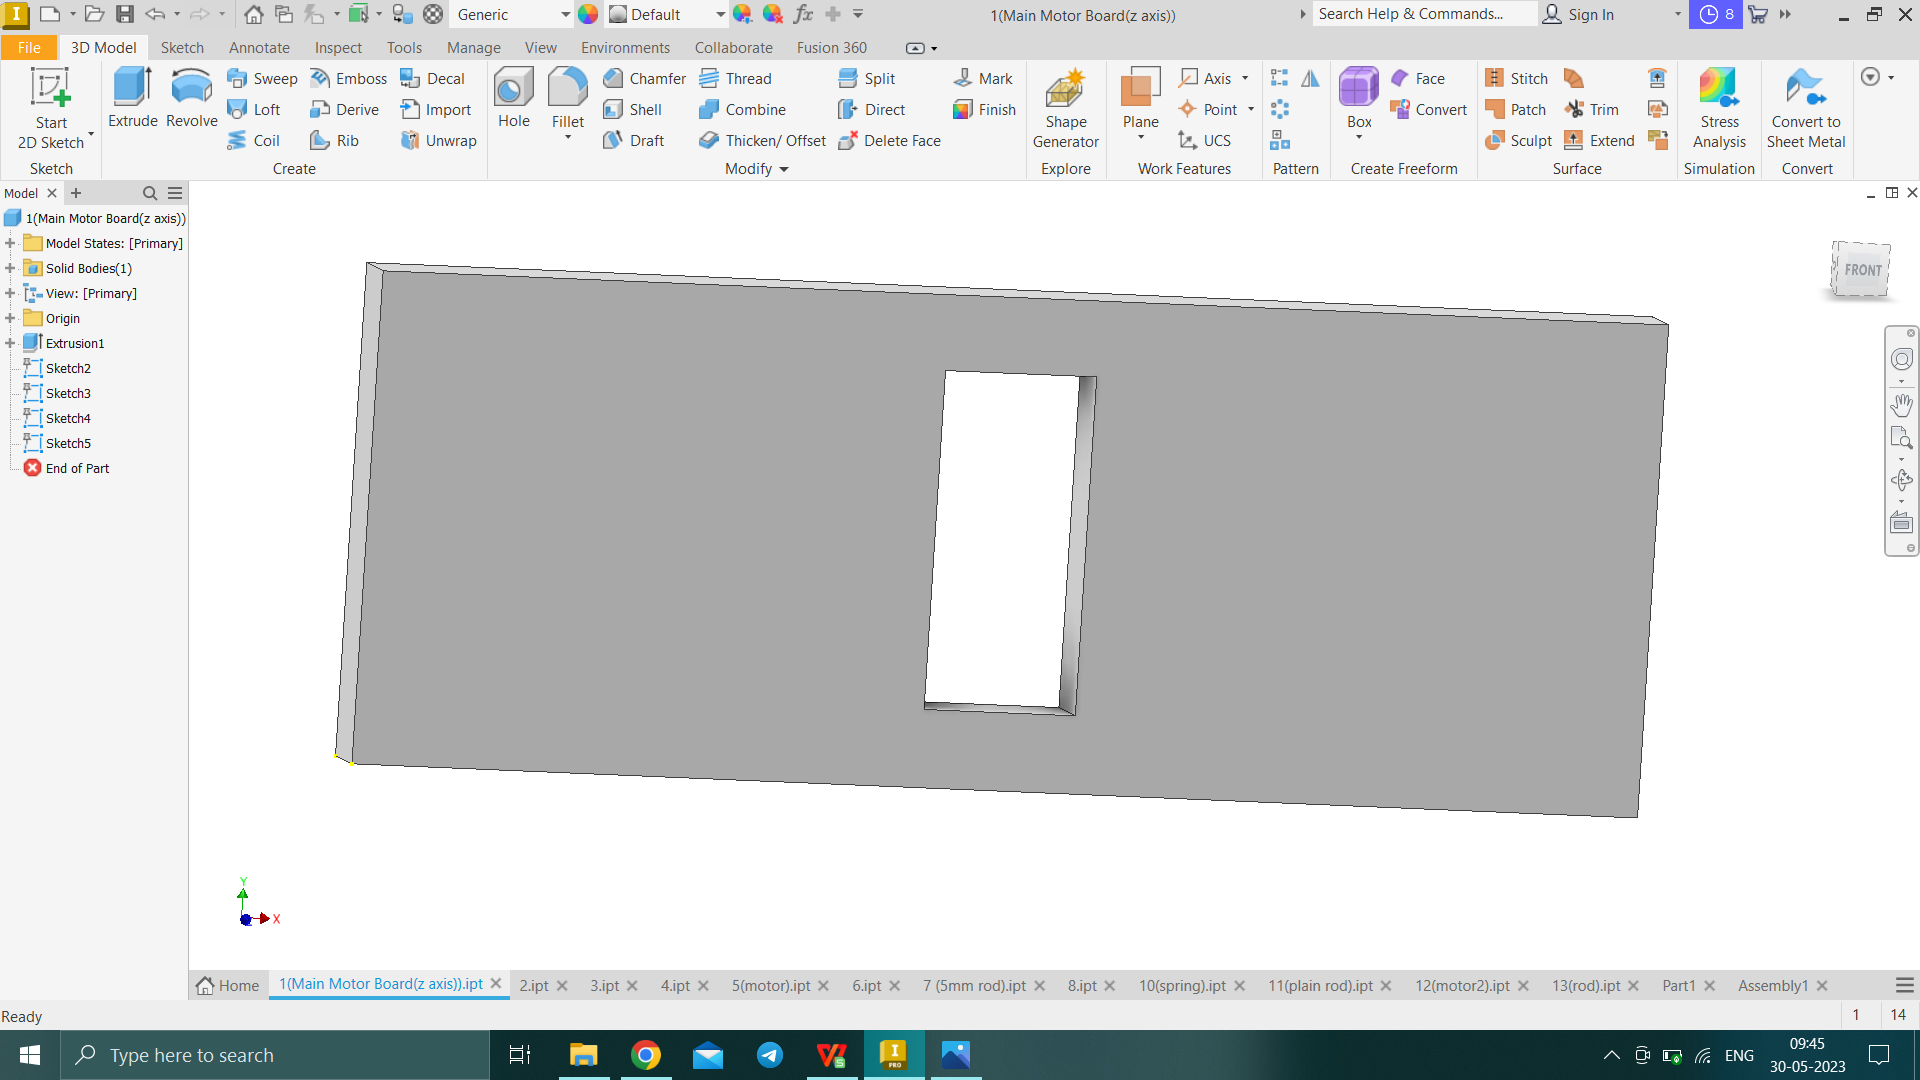 Generic
Default
fx
1(Main Motor Board(z axis))
Search Help & Commands...
Sign In
8
File
3D Model
Sketch
Annotate
Inspect
Tools
Manage
View
Environments
Collaborate
Fusion 360
Start
2D Sketch
Sketch
Extrude
Revolve
Sweep
Emboss
Decal
Loft
Derive
Import
Coil
Rib
Unwrap
Create
Hole
Fillet
Chamfer
Thread
Split
Mark
Shell
Combine
Direct
Finish
Draft
Thicken/ Offset
Delete Face
Modify
Shape
Generator
Explore
Plane
Axis
Point
UCS
Work Features
Pattern
Box
Face
Convert
Create Freeform
Stitch
Patch
Trim
Sculpt
Extend
Surface
Stress
Analysis
Simulation
Convert to
Sheet Metal
Convert
Model
1(Main Motor Board(z axis))
Model States: [Primary]
Solid Bodies(1)
View: [Primary]
Origin
Extrusion1
Sketch2
Sketch3
Sketch4
Sketch5
End of Part
FRONT
Y
X
Home
1(Main Motor Board(z axis)).ipt
2.ipt
3.ipt
4.ipt
5(motor).ipt
6.ipt
7 (5mm rod).ipt
8.ipt
10(spring).ipt
11(plain rod).ipt
12(motor2).ipt
13(rod).ipt
Part1
Assembly1
Ready
1
14
Type here to search
I
PRO
ENG
09:45
30-05-2023